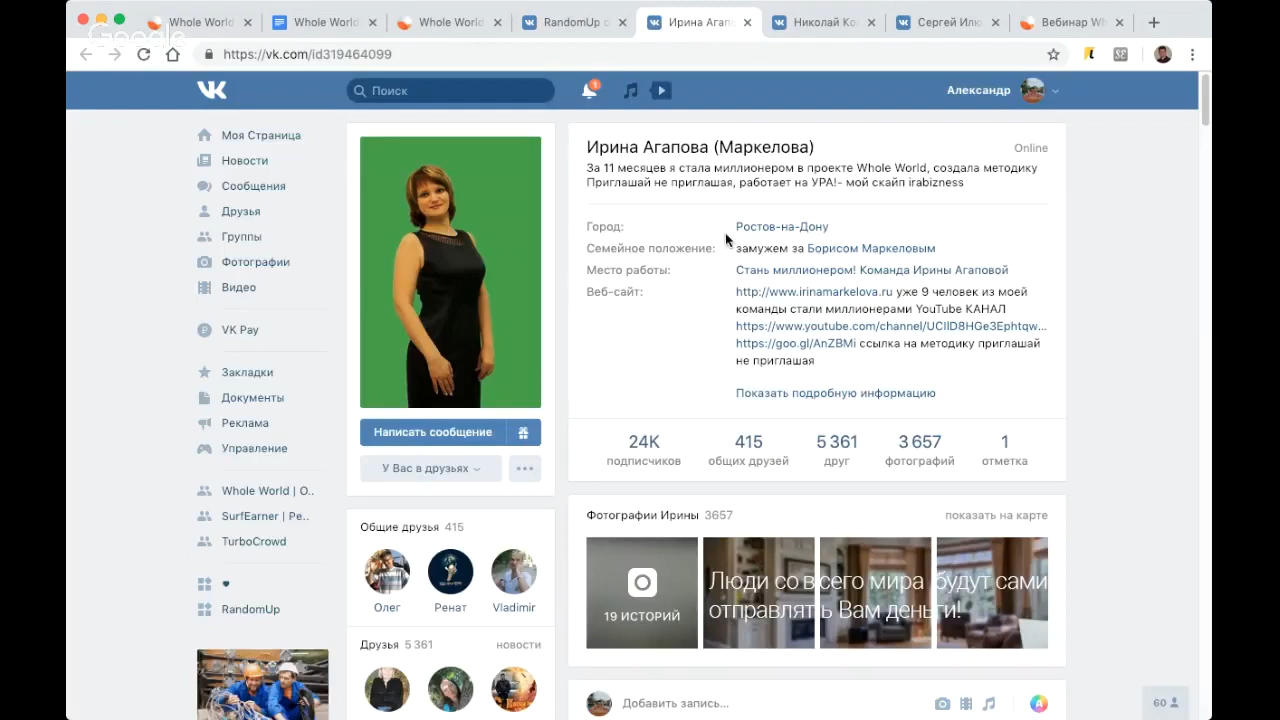 Whole World
Whole World
Whole World
RandomUp
Ирина Агап
Николай Ко
Сергей Илю
Вебинар Wh
Google
https://vk.com/id319464099
Поиск
1
Александр
Моя Страница
Новости
Сообщения
Друзья
Группы
Фотографии
Видео
VK Pay
Закладки
Документы
Реклама
Управление
Whole World | О..
SurfEarner | Ре..
TurboCrowd
RandomUp
Написать сообщение
У Вас в друзьях
Общие друзья 415
Олег
Ренат
Vladimir
Друзья 5 361
новости
Ирина Агапова (Маркелова)
Online
За 11 месяцев я стала миллионером в проекте Whole World, создала методику
Приглашай не приглашая, работает на УРА!- мой скайп irabizness
Город: Ростов-на-Дону
Семейное положение: замужем за Борисом Маркеловым
Место работы: Стань миллионером! Команда Ирины Агаповой
Веб-сайт: http://www.irinamarkelova.ru уже 9 человек из моей
команды стали миллионерами YouTube КАНАЛ
https://www.youtube.com/channel/UCIlD8HGe3Ephtqw...
https://goo.gl/AnZBMi ссылка на методику приглашай
не приглашая
Показать подробную информацию
24K
415
5 361
3 657
1
подписчиков
общих друзей
друг
фотографий
отметка
Фотографии Ирины 3657
показать на карте
19 ИСТОРИЙ
Люди со всего мира будут сами
отправлять Вам деньги!
Добавить запись...
60